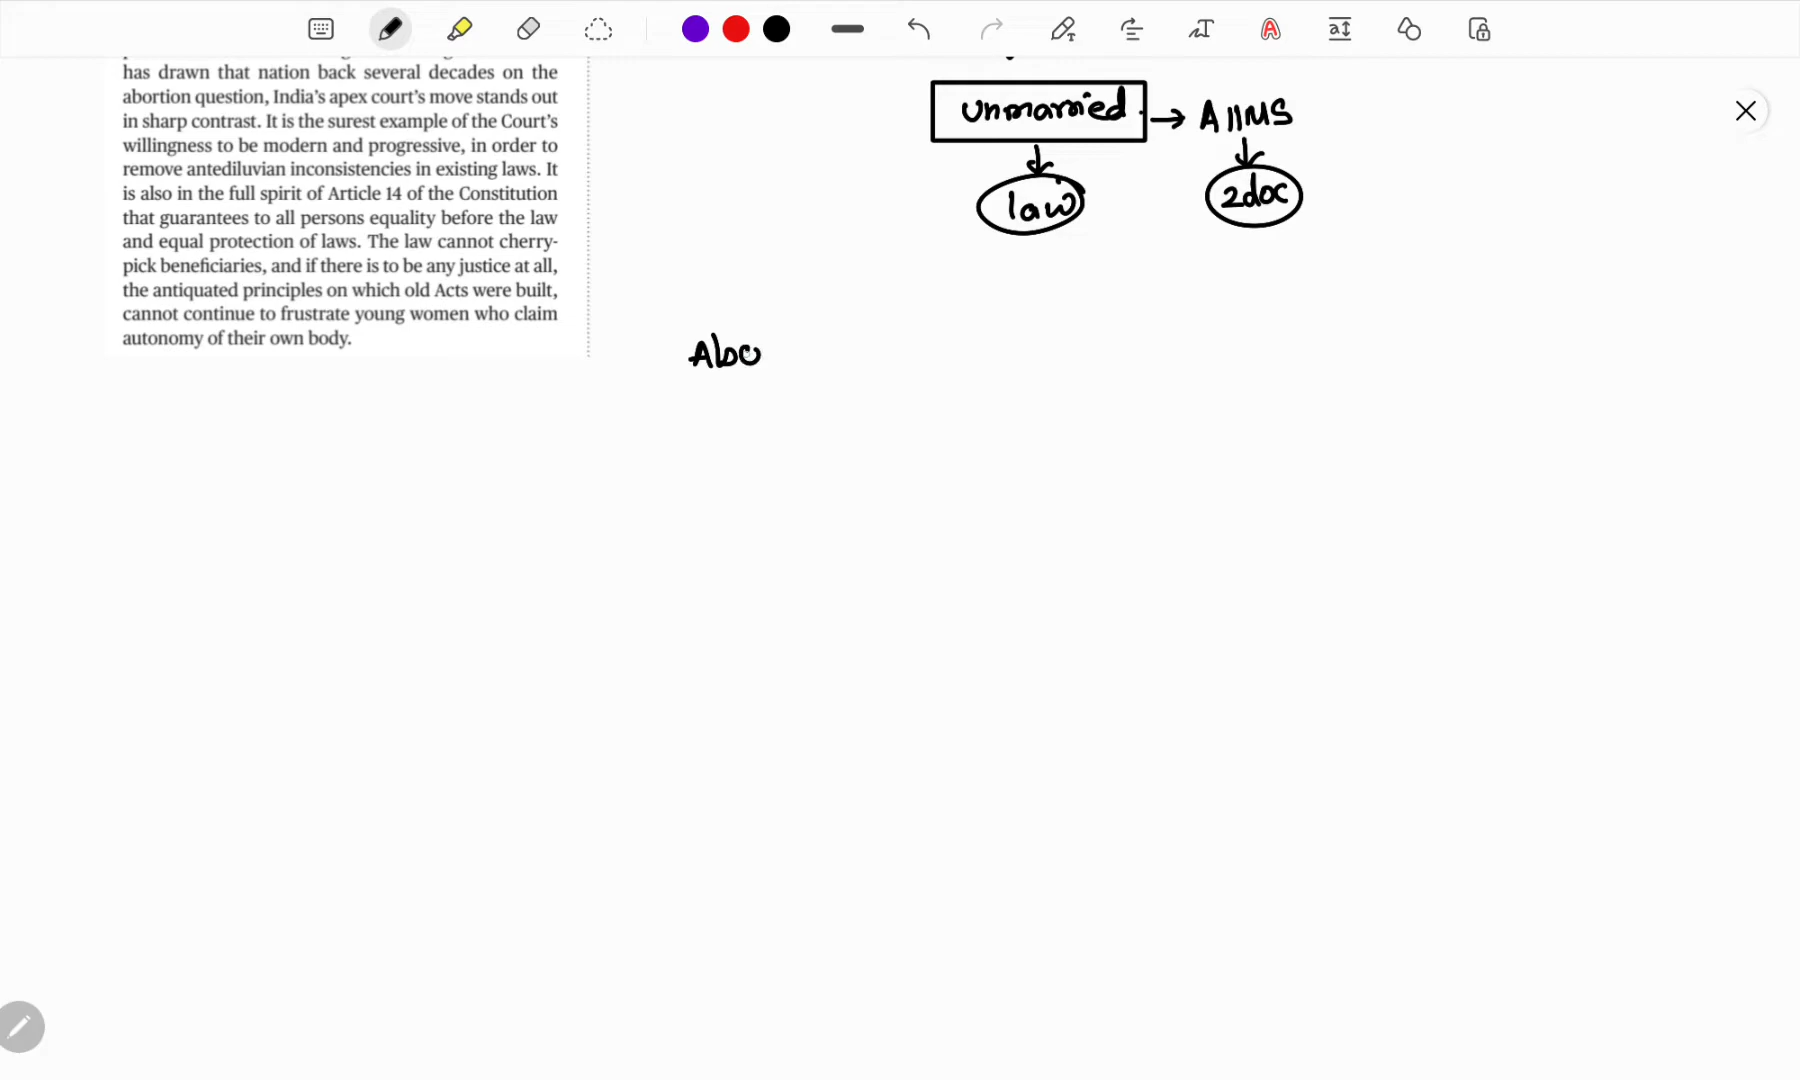 has drawn that nation back several decades on the
abortion question, India's apex court's move stands out
in sharp contrast. It is the surest example of the Court's
willingness to be modern and progressive, in order to
remove antediluvian inconsistencies in existing laws. It
is also in the full spirit of Article 14 of the Constitution
that guarantees to all persons equality before the law
and equal protection of laws. The law cannot cherry-
pick beneficiaries, and if there is to be any justice at all,
the antiquated principles on which old Acts were built,
cannot continue to frustrate young women who claim
autonomy of their own body.
Unmarried → AIIMS
law
2doc
Abo